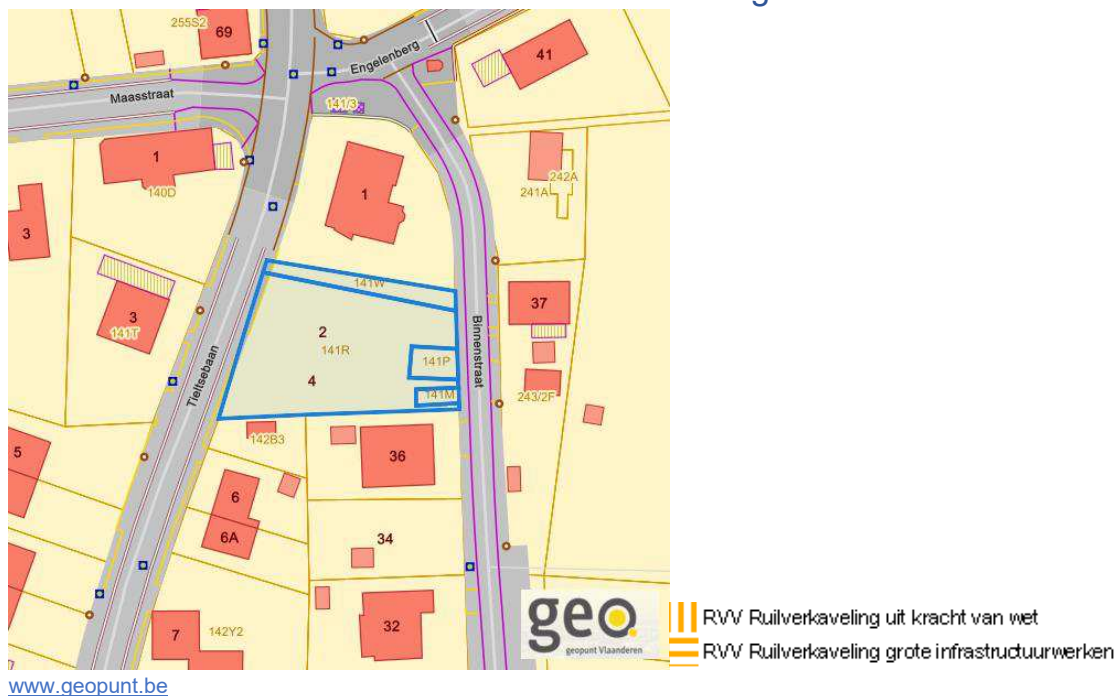 255S2
69
Engelenberg
41
Maasstraat
141/3
1
140D
1
242A
241A
3
141W
37
3
141T
2
141R
4
141P
141M
Tieltsebaan
Binnenstraat
243/2F
142B3
5
36
6
6A
34
7
142Y2
32
geo
geopunt Vlaanderen
RVV Ruilverkaveling uit kracht van wet
RVV Ruilverkaveling grote infrastructuurwerken
www.geopunt.be